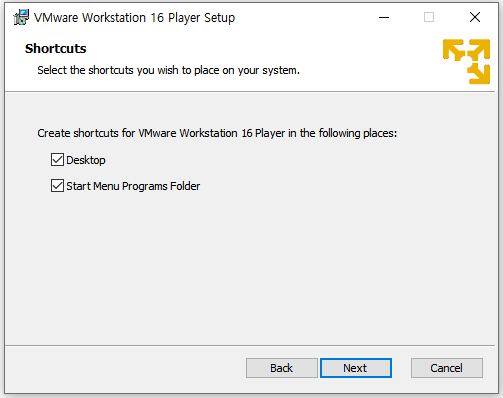 VMware Workstation 16 Player Setup
Shortcuts
Select the shortcuts you wish to place on your system.
Create shortcuts for VMware Workstation 16 Player in the following places:
Desktop
Start Menu Programs Folder
Back Next Cancel